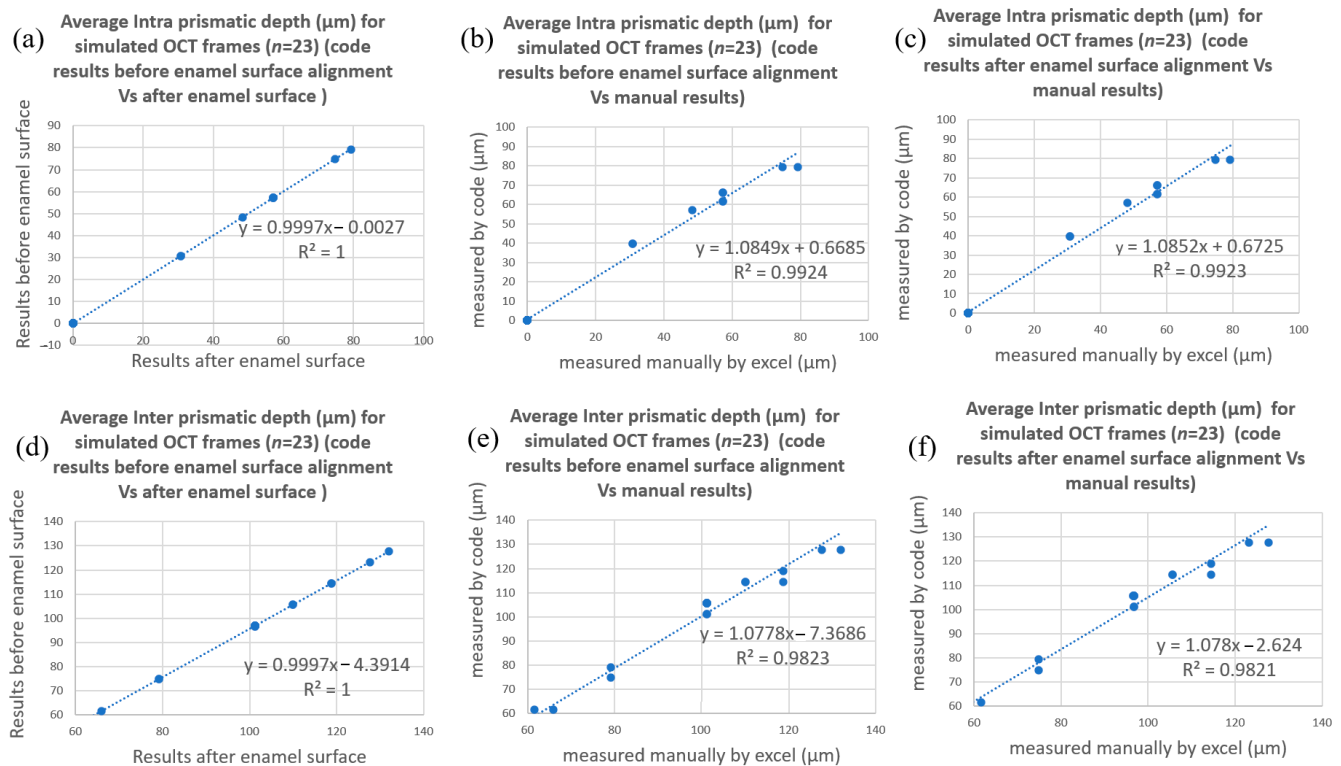 (a)
Average Intra prismatic depth (μm) for
simulated OCT frames (n=23) (code
results before enamel surface alignment
Vs after enamel surface )
Results before enamel surface
90
80
70
60
50
40
30
20
10
0
−10
0
20
40
60
80
100
y = 0.9997x− 0.0027
R² = 1
Results after enamel surface
(b)
Average Intra prismatic depth (μm) for
simulated OCT frames (n=23) (code
results before enamel surface alignment
Vs manual results)
measured by code (μm)
100
90
80
70
60
50
40
30
20
10
0
0
20
40
60
80
100
y = 1.0849x + 0.6685
R² = 0.9924
measured manually by excel (μm)
(c)
Average Intra prismatic depth (μm) for
simulated OCT frames (n=23) (code
results after enamel surface alignment Vs
manual results)
measured by code (μm)
100
90
80
70
60
50
40
30
20
10
0
0
20
40
60
80
100
y = 1.0852x + 0.6725
R² = 0.9923
measured manually by excel (μm)
(d)
Average Inter prismatic depth (μm) for
simulated OCT frames (n=23) (code
results before enamel surface alignment
Vs after enamel surface )
Results before enamel surface
140
130
120
110
100
90
80
70
60
60
80
100
120
140
y = 0.9997x−4.3914
R² = 1
Results after enamel surface
(e)
Average Inter prismatic depth (μm) for
simulated OCT frames (n=23) (code
results before enamel surface alignment
Vs manual results)
measured by code (μm)
140
130
120
110
100
90
80
70
60
60
80
100
120
140
y = 1.0778x− 7.3686
R² = 0.9823
measured manually by excel (μm)
(f)
Average Inter prismatic depth (μm) for
simulated OCT frames (n=23) (code
results after enamel surface alignment Vs
manual results)
measured by code (μm)
140
130
120
110
100
90
80
70
60
60
80
100
120
140
y = 1.078x−2.624
R² = 0.9821
measured manually by excel (μm)